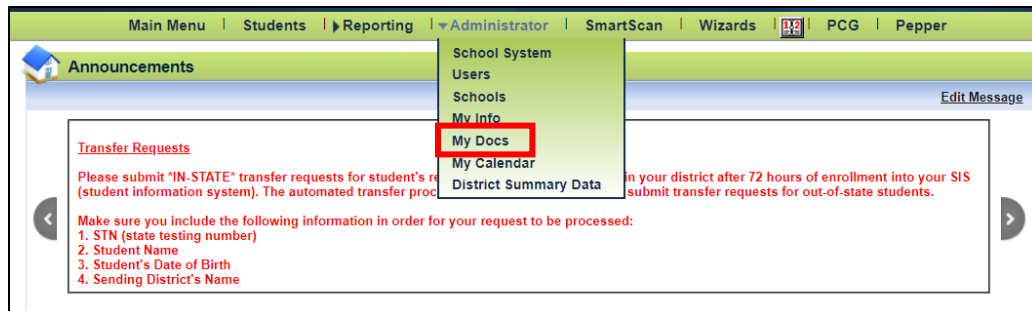 Main Menu | Students | Reporting | Administrator | SmartScan | Wizards | | PCG | Pepper
School System
Users
Schools
My Info
My Docs
My Calendar
District Summary Data
Announcements
Edit Message
Transfer Requests
Please submit *IN-STATE* transfer requests for student's re in your district after 72 hours of enrollment into your SIS
(student information system). The automated transfer proc submit transfer requests for out-of-state students.
Make sure you include the following information in order for your request to be processed:
1. STN (state testing number)
2. Student Name
3. Student's Date of Birth
4. Sending District's Name